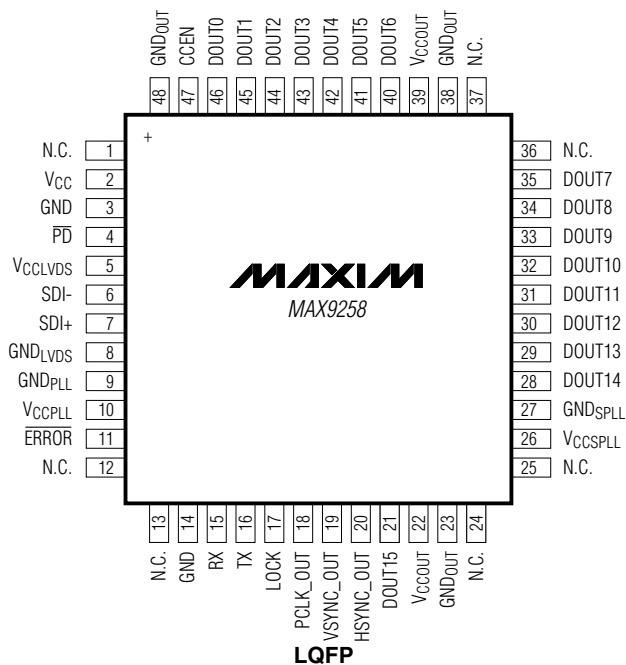 GNDOUT
CCEN
DOUT0
DOUT1
DOUT2
DOUT3
DOUT4
DOUT5
DOUT6
VCCOUT
GNDOUT
N.C.
48
47
46
45
44
43
42
41
40
39
38
37
+
N.C. 1
VCC 2
GND 3
PD 4
VCCLVDS 5
SDI- 6
SDI+ 7
GNDLVDS 8
GNDPLL 9
VCCPLL 10
ERROR 11
N.C. 12
MAXIM
MAX9258
36 N.C.
35 DOUT7
34 DOUT8
33 DOUT9
32 DOUT10
31 DOUT11
30 DOUT12
29 DOUT13
28 DOUT14
27 GNDSPLL
26 VCCSPLL
25 N.C.
13
14
15
16
17
18
19
20
21
22
23
24
N.C.
GND
RX
TX
LOCK
PCLK_OUT
VSYNC_OUT
HSYNC_OUT
DOUT15
VCCOUT
GNDOUT
N.C.
LQFP